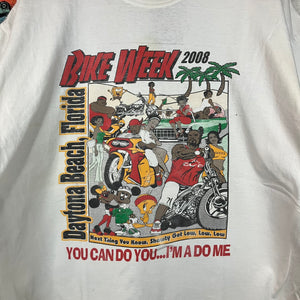 BIKE WEEK 2008
Daytona Beach, Florida
Next Thing You Know, Shawty Got Low, Low, Low
YOU CAN DO YOU...I'M A DO ME